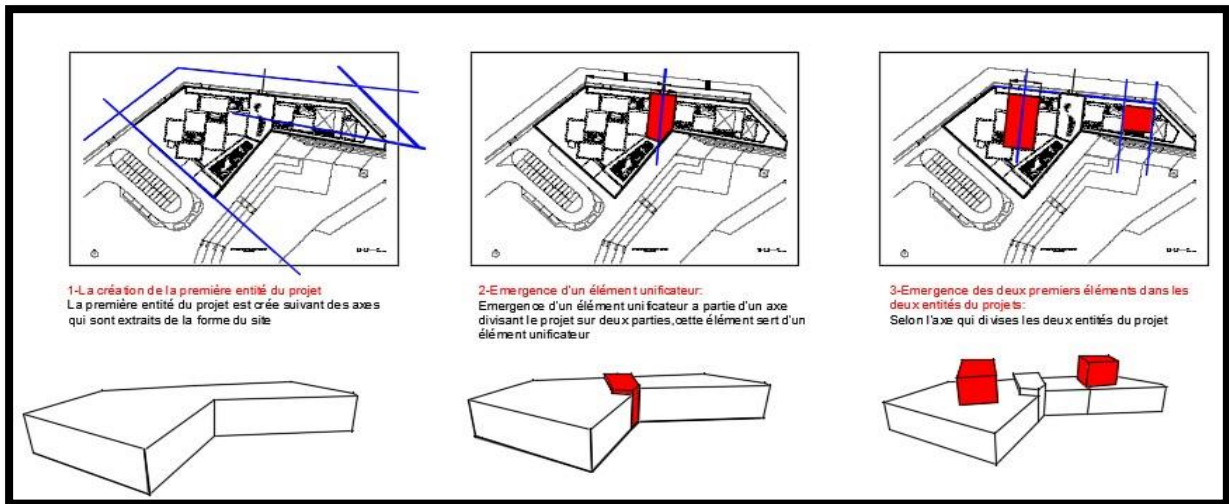 1-La création de la première entité du projet
La première entité du projet est crée suivant des axes
qui sont extraits de la forme du site
2-Emergence d'un élément unificateur:
Emergence d'un élément unificateur a partie d'un axe
divisant le projet sur deux parties,cette élément sert d'un
élément unificateur
3-Emergence des deux premiers éléments dans les
deux entités du projets:
Selon l'axe qui divises les deux entités du projet